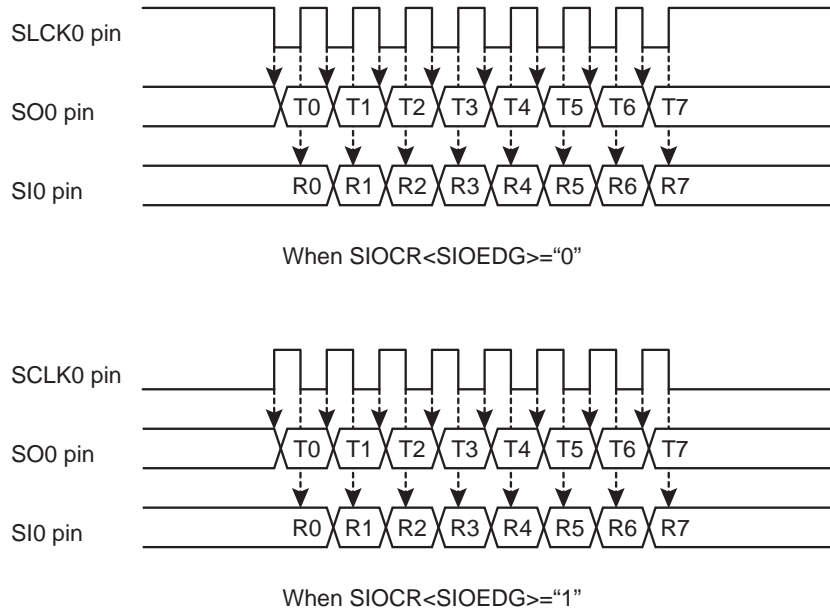 SLCK0 pin
SO0 pin
T0 T1 T2 T3 T4 T5 T6 T7
SI0 pin
R0 R1 R2 R3 R4 R5 R6 R7
When SIOCR<SIOEDG>=“0”
SCLK0 pin
SO0 pin
T0 T1 T2 T3 T4 T5 T6 T7
SI0 pin
R0 R1 R2 R3 R4 R5 R6 R7
When SIOCR<SIOEDG>=“1”